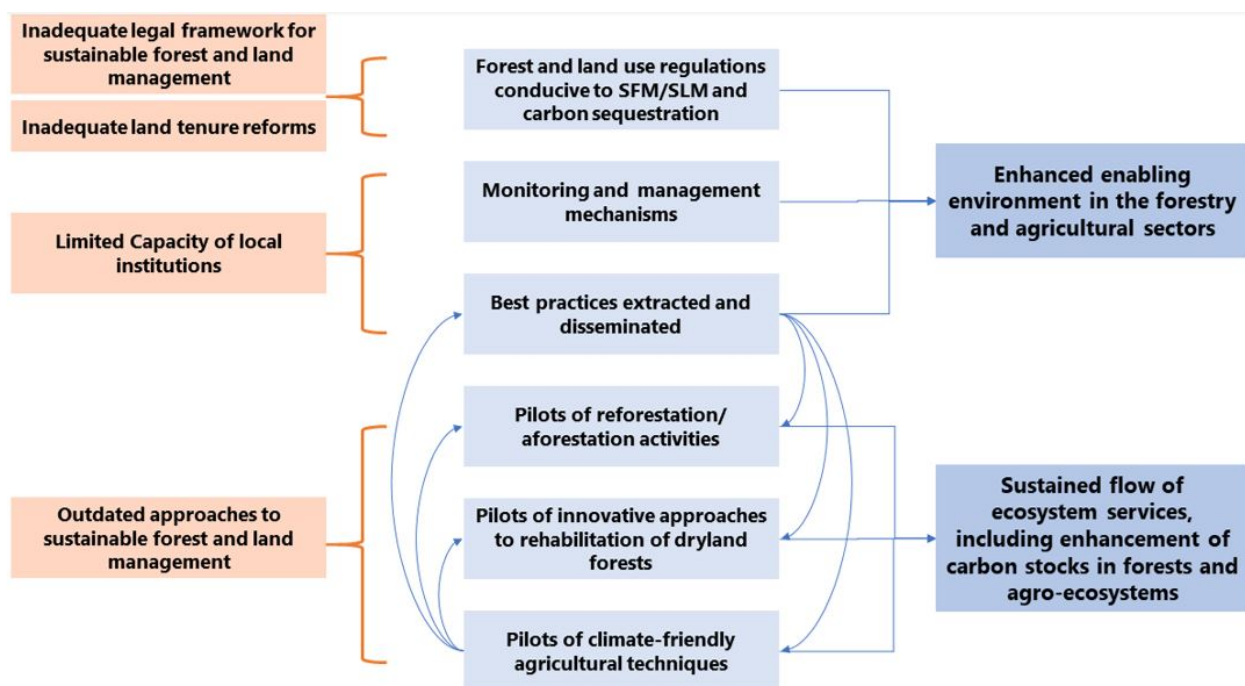 Inadequate legal framework for
sustainable forest and land
management
Inadequate land tenure reforms
Limited Capacity of local
institutions
Outdated approaches to
sustainable forest and land
management
Forest and land use regulations
conducive to SFM/SLM and
carbon sequestration
Monitoring and management
mechanisms
Best practices extracted and
disseminated
Pilots of reforestation/
aforestation activities
Pilots of innovative approaches
to rehabilitation of dryland
forests
Pilots of climate-friendly
agricultural techniques
Enhanced enabling
environment in the forestry
and agricultural sectors
Sustained flow of
ecosystem services,
including enhancement of
carbon stocks in forests and
agro-ecosystems